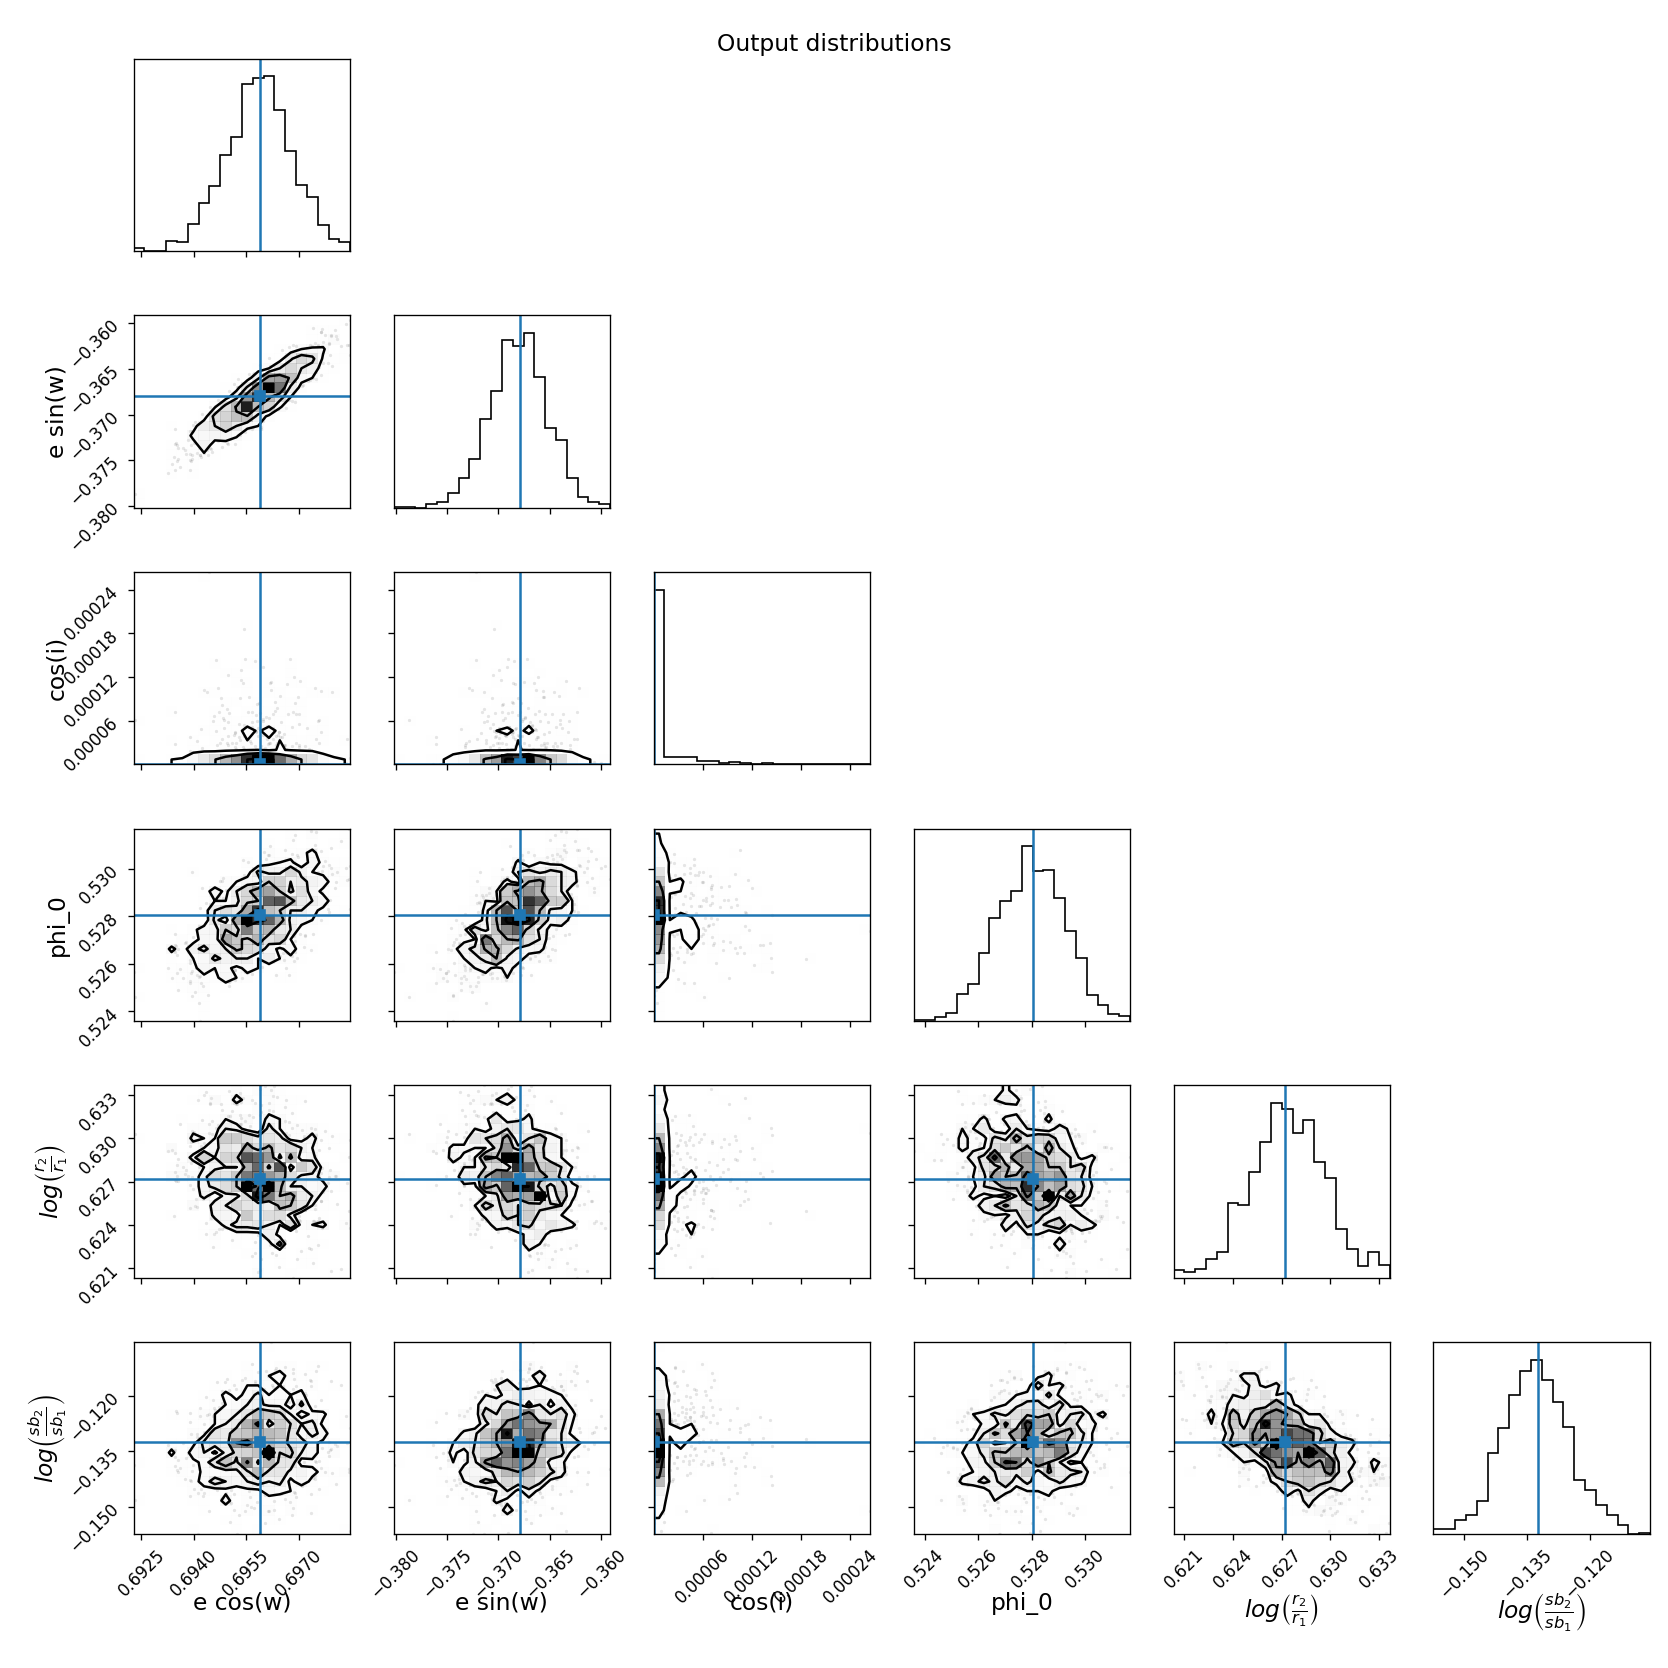 Output distributions
e sin(w)
−0.360
−0.365
−0.370
−0.375
−0.380
cos(i)
0.00024
0.00018
0.00012
0.00006
phi_0
0.530
0.528
0.526
0.524
log(r₂/r₁)
0.633
0.630
0.627
0.624
0.621
log(sb₂/sb₁)
−0.120
−0.135
−0.150
0.6925 0.6940 0.6955 0.6970 −0.380 −0.375 −0.370 −0.365 −0.360 0.00006 0.00012 0.00018 0.00024 0.524 0.526 0.528 0.530 0.621 0.624 0.627 0.630 0.633 −0.150 −0.135 −0.120
e cos(w) e sin(w) cos(i) phi_0 log(r₂/r₁) log(sb₂/sb₁)